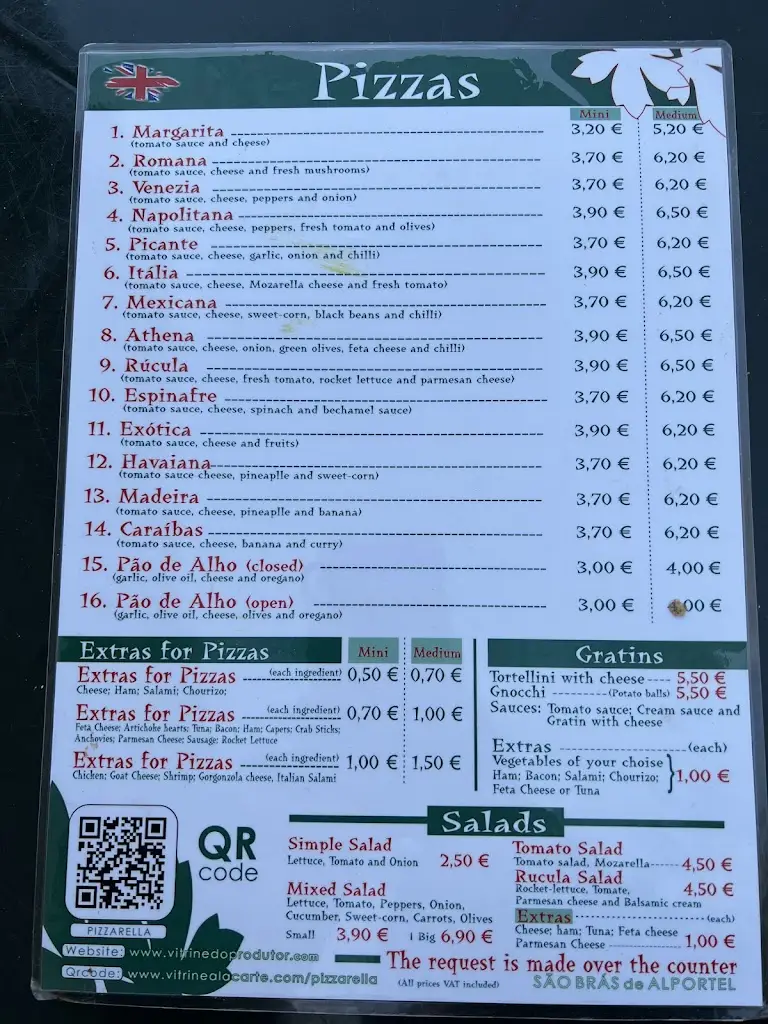 Pizzas
Mini Medium
1. Margarita 3,20 € 5,20 €
(tomato sauce and cheese)
2. Romana 3,70 € 6,20 €
(tomato sauce, cheese and fresh mushrooms)
3. Venezia 3,70 € 6,20 €
(tomato sauce, cheese, peppers and onion)
4. Napolitana 3,90 € 6,50 €
(tomato sauce, cheese, peppers, fresh tomato and olives)
5. Picante 3,70 € 6,20 €
(tomato sauce, cheese, garlic, onion and chilli)
6. Itália 3,90 € 6,50 €
(tomato sauce, cheese, Mozarella cheese and fresh tomato)
7. Mexicana 3,70 € 6,20 €
(tomato sauce, cheese, sweet-corn, black beans and chilli)
8. Athena 3,90 € 6,50 €
(tomato sauce, cheese, onion, green olives, feta cheese and chilli)
9. Rúcula 3,90 € 6,50 €
(tomato sauce, cheese, fresh tomato, rocket lettuce and parmesan cheese)
10. Espinafre 3,70 € 6,20 €
(tomato sauce, cheese, spinach and bechamel sauce)
11. Exótica 3,90 € 6,20 €
(tomato sauce, cheese and fruits)
12. Havaiana 3,70 € 6,20 €
(tomato sauce cheese, pineaplle and sweet-corn)
13. Madeira 3,70 € 6,20 €
(tomato sauce, cheese, pineaplle and banana)
14. Caraíbas 3,70 € 6,20 €
(tomato sauce, cheese, banana and curry)
15. Pão de Alho (closed) 3,00 € 4,00 €
(garlic, olive oil, cheese and oregano)
16. Pão de Alho (open) 3,00 € ,00 €
(garlic, olive oil, cheese, olives and oregano)
Extras for Pizzas Mini Medium
Extras for Pizzas (each ingredient) 0,50 € 0,70 €
Cheese; Ham; Salami; Chourizo;
Extras for Pizzas (each ingredient) 0,70 € 1,00 €
Feta Cheese; Artichoke hearts; Tuna; Bacon; Ham; Capers; Crab Sticks;
Anchovies; Parmesan Cheese; Sausage; Rocket Lettuce
Extras for Pizzas (each ingredient) 1,00 € 1,50 €
Chicken; Goat Cheese; Shrimp; Gorgonzola cheese, Italian Salami
Gratins
Tortellini with cheese ---- 5,50 €
Gnocchi ----------(Potato balls) 5,50 €
Sauces: Tomato sauce; Cream sauce and
Gratin with cheese
Extras (each)
Vegetables of your choise
Ham; Bacon; Salami; Chourizo; 1,00 €
Feta Cheese or Tuna
QR
code
PIZZARELLA
Website: www.vitrinedoprodutor.com
Qrcode: www.vitrinealacarte.com/pizzarella
Salads
Simple Salad
Lettuce, Tomato and Onion 2,50 €
Mixed Salad
Lettuce, Tomato, Peppers, Onion,
Cucumber, Sweet-corn, Carrots, Olives
Small 3,90 € | Big 6,90 €
Tomato Salad
Tomato salad, Mozarella------ 4,50 €
Rucula Salad
Rocket-lettuce, Tomate, 4,50 €
Parmesan cheese and Balsamic cream
Extras (each)
Cheese; ham; Tuna; Feta cheese
Parmesan Cheese 1,00 €
The request is made over the counter
(All prices VAT included) SÃO BRÁS de ALPORTEL